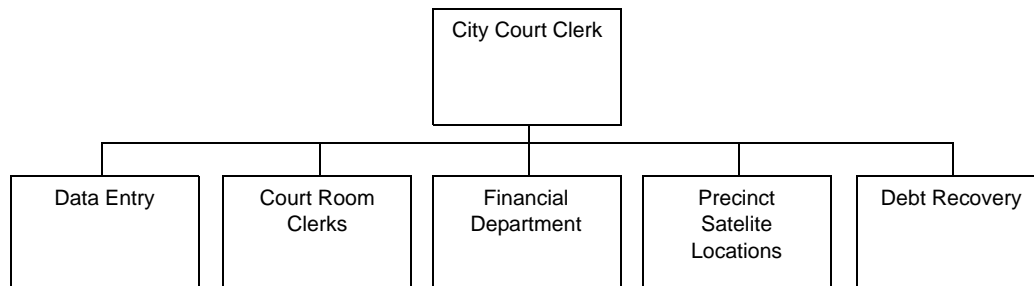 City Court Clerk
Data Entry
Court Room
Clerks
Financial
Department
Precinct
Satelite
Locations
Debt Recovery